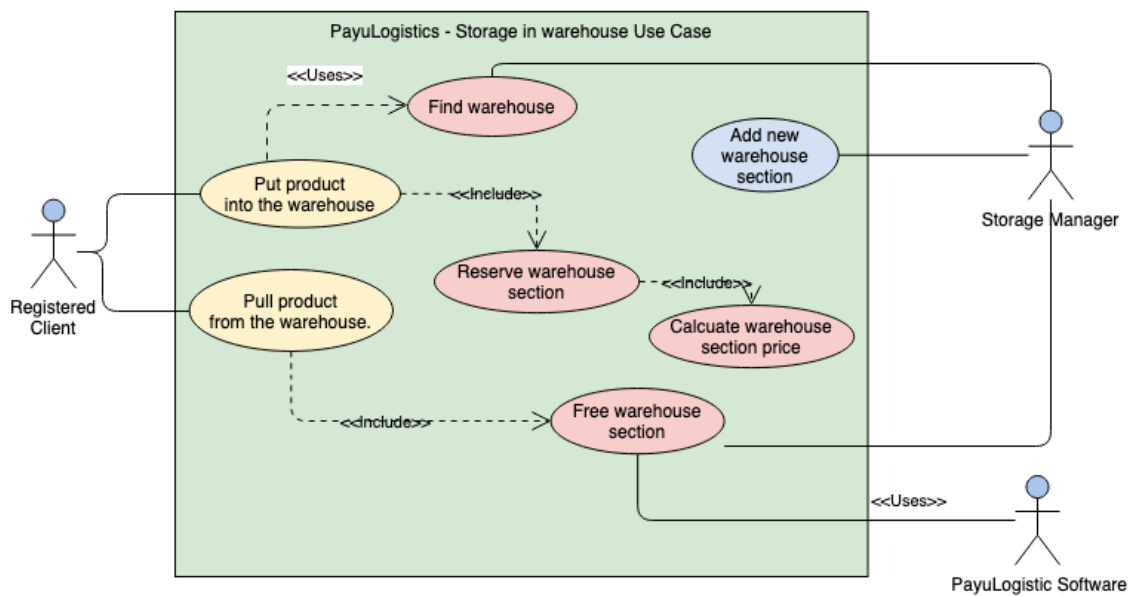 PayuLogistics - Storage in warehouse Use Case
<<Uses>>
Find warehouse
Add new
warehouse
section
Put product
into the warehouse
<<Include>>
Storage Manager
Registered
Client
Reserve warehouse
section
<<Include>>
Pull product
from the warehouse.
Calcuate warehouse
section price
Free warehouse
section
<<Include>>
<<Uses>>
PayuLogistic Software